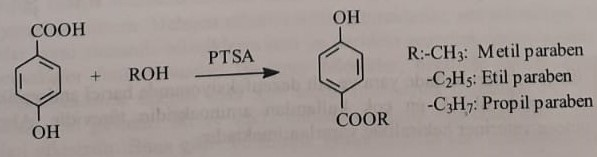 COOH
OH
+
ROH
PTSA
OH
COOR
R:-CH3: Metil paraben
-C2H5: Etil paraben
-C3H7: Propil paraben